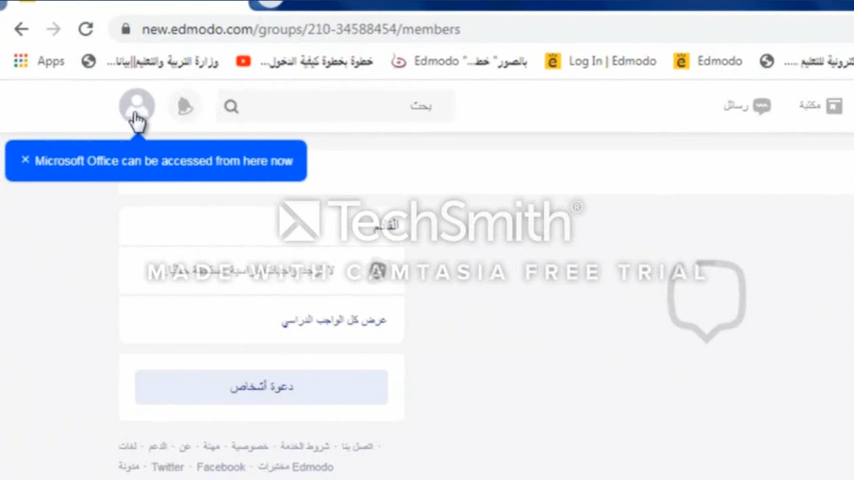 new.edmodo.com/groups/210-34588454/members
Apps
وزارة التربية والتعليم||بيانا...
خطوة بخطوة كيفية الدخول...
Edmodo بالصور" خط...“
Log In | Edmodo
Edmodo
بحث
رسائل
مكتبة
× Microsoft Office can be accessed from here now
TechSmith®
MADE WITH CAMTASIA FREE TRIAL
القادم
عرض كل الواجب الدراسي
دعوة أشخاص
اتصل بنا · شروط الخدمة · خصوصية · مهنة · عن · الدعم · لغات ·
Edmodo مختبرات · Facebook · Twitter · مدونة